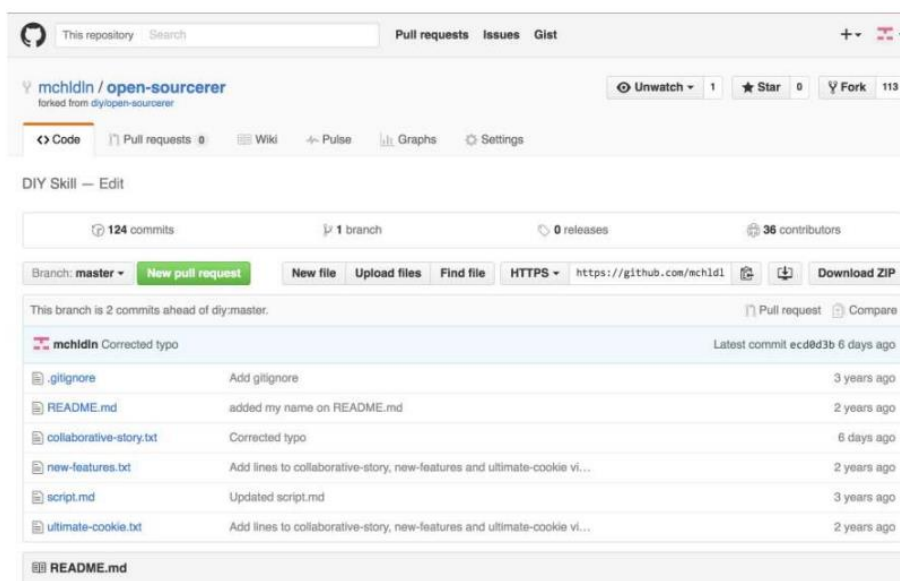 This repository Search Pull requests Issues Gist
mchldln / open-sourcerer Unwatch 1 Star 0 Fork 113
forked from diy/open-sourcerer
Code Pull requests 0 Wiki Pulse Graphs Settings
DIY Skill — Edit
124 commits 1 branch 0 releases 36 contributors
Branch: master New pull request New file Upload files Find file HTTPS https://github.com/mchldl Download ZIP
This branch is 2 commits ahead of diy:master. Pull request Compare
mchldln Corrected typo Latest commit ecd0d3b 6 days ago
.gitignore Add gitignore 3 years ago
README.md added my name on README.md 2 years ago
collaborative-story.txt Corrected typo 6 days ago
new-features.txt Add lines to collaborative-story, new-features and ultimate-cookie vi... 2 years ago
script.md Updated script.md 3 years ago
ultimate-cookie.txt Add lines to collaborative-story, new-features and ultimate-cookie vi... 2 years ago
README.md